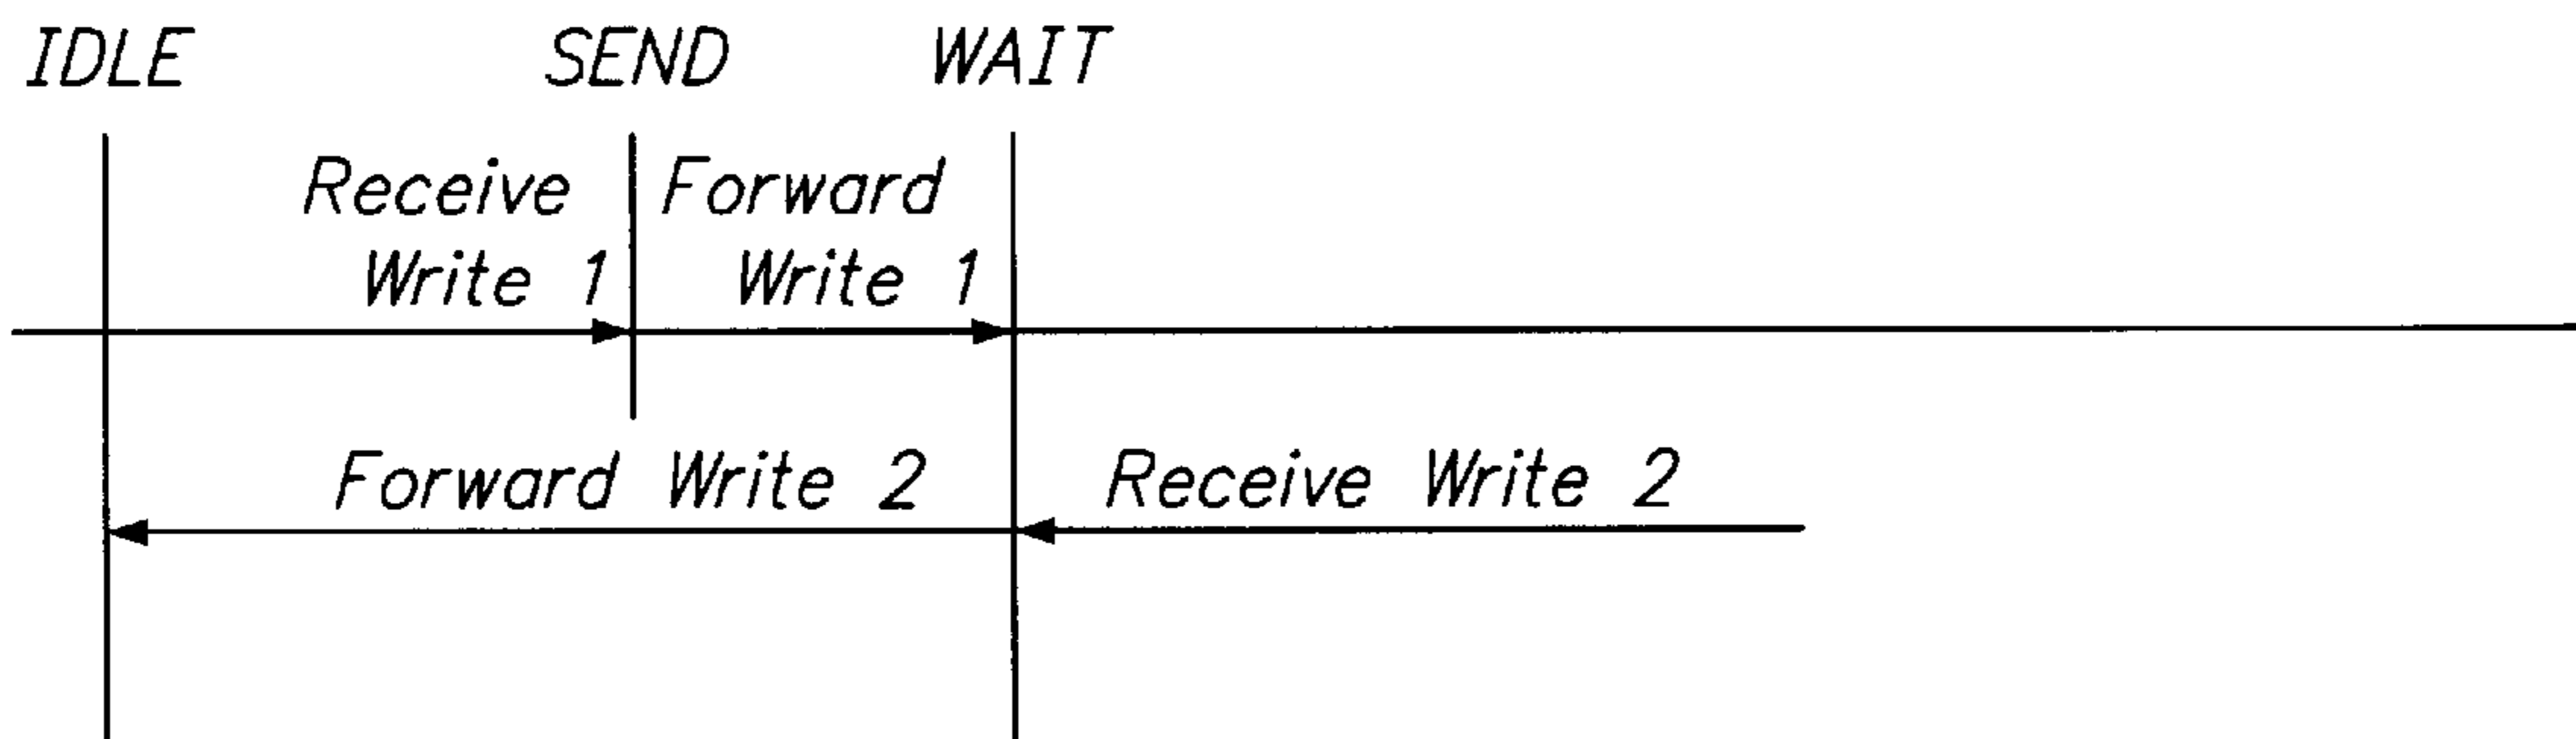 IDLE SEND WAIT
Receive Forward
Write 1 Write 1
Forward Write 2 Receive Write 2